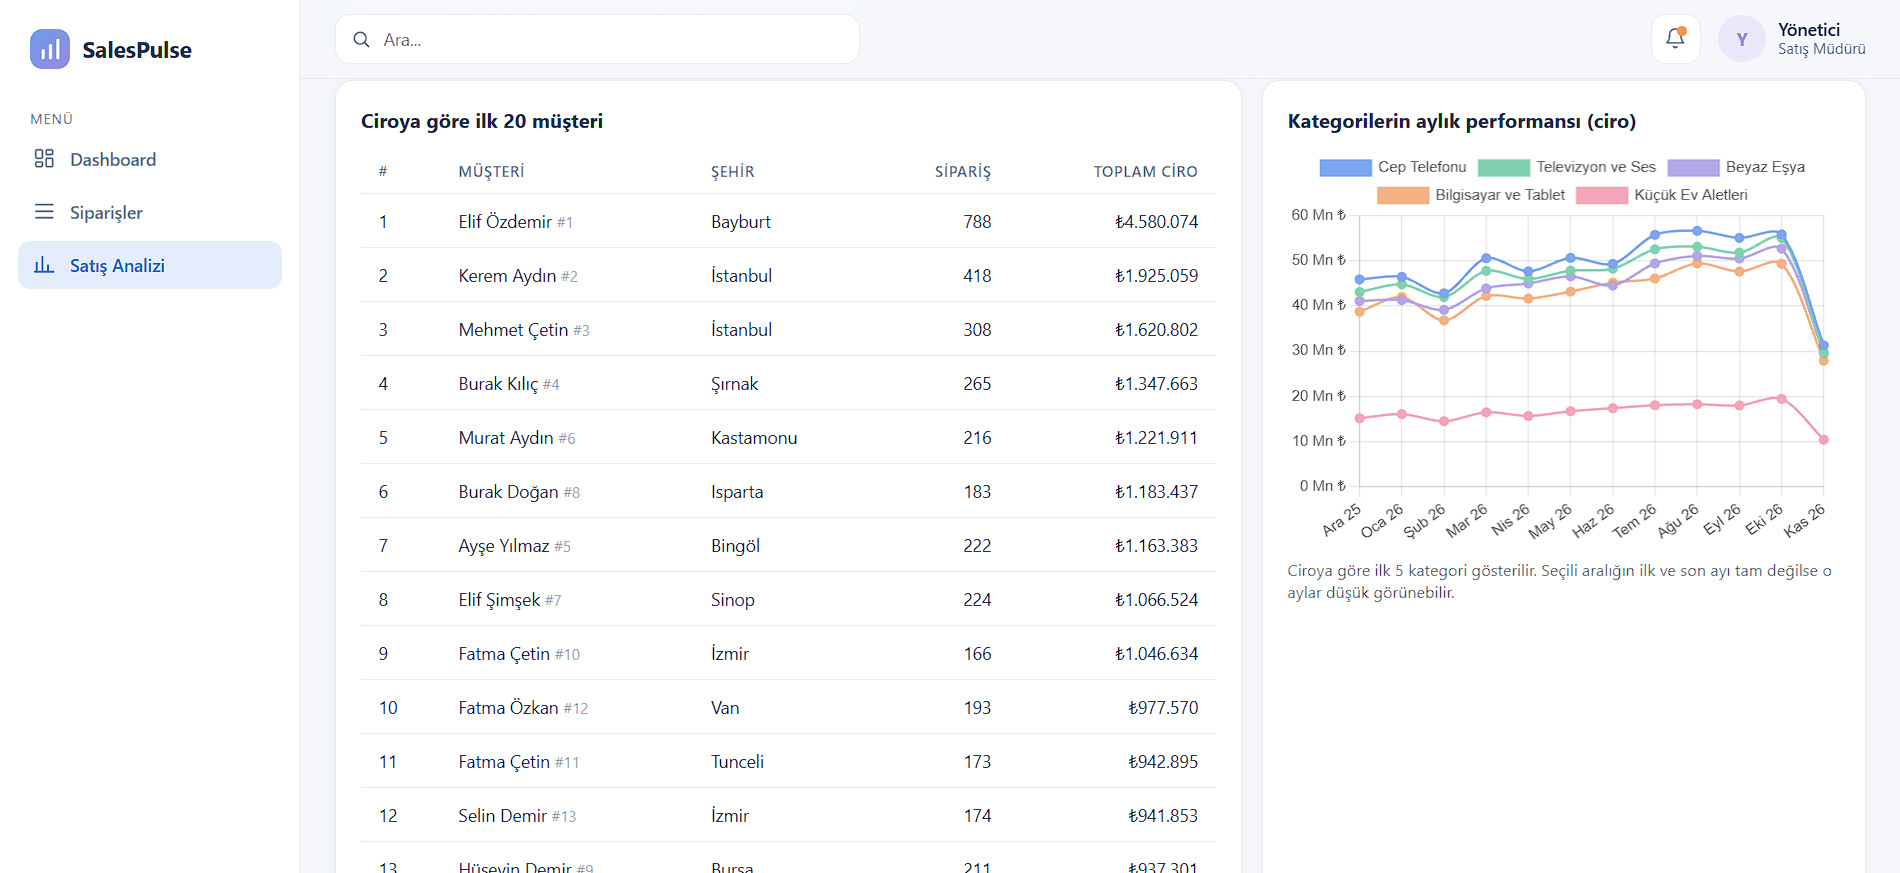 SalesPulse
MENÜ
Dashboard
Siparişler
Satış Analizi
Ara...
Y
Yönetici
Satış Müdürü
Ciroya göre ilk 20 müşteri
# MÜŞTERİ ŞEHİR SİPARİŞ TOPLAM CİRO
1 Elif Özdemir #1 Bayburt 788 ₺4.580.074
2 Kerem Aydın #2 İstanbul 418 ₺1.925.059
3 Mehmet Çetin #3 İstanbul 308 ₺1.620.802
4 Burak Kılıç #4 Şırnak 265 ₺1.347.663
5 Murat Aydın #6 Kastamonu 216 ₺1.221.911
6 Burak Doğan #8 Isparta 183 ₺1.183.437
7 Ayşe Yılmaz #5 Bingöl 222 ₺1.163.383
8 Elif Şimşek #7 Sinop 224 ₺1.066.524
9 Fatma Çetin #10 İzmir 166 ₺1.046.634
10 Fatma Özkan #12 Van 193 ₺977.570
11 Fatma Çetin #11 Tunceli 173 ₺942.895
12 Selin Demir #13 İzmir 174 ₺941.853
13 Hüseyin Demir #9 Bursa 211 ₺937.301
Kategorilerin aylık performansı (ciro)
Cep Telefonu Televizyon ve Ses Beyaz Eşya
Bilgisayar ve Tablet Küçük Ev Aletleri
60 Mn ₺
50 Mn ₺
40 Mn ₺
30 Mn ₺
20 Mn ₺
10 Mn ₺
0 Mn ₺
Ara 25 Oca 26 Şub 26 Mar 26 Nis 26 May 26 Haz 26 Tem 26 Ağu 26 Eyl 26 Eki 26 Kas 26
Ciroya göre ilk 5 kategori gösterilir. Seçili aralığın ilk ve son ayı tam değilse o
aylar düşük görünebilir.